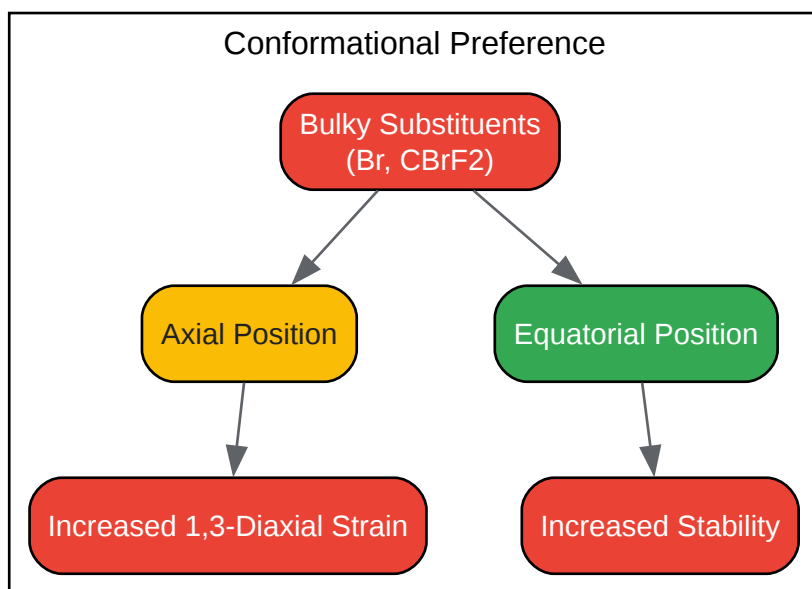 Conformational Preference
Bulky Substituents
(Br, CBrF2)
Axial Position
Equatorial Position
Increased 1,3-Diaxial Strain
Increased Stability